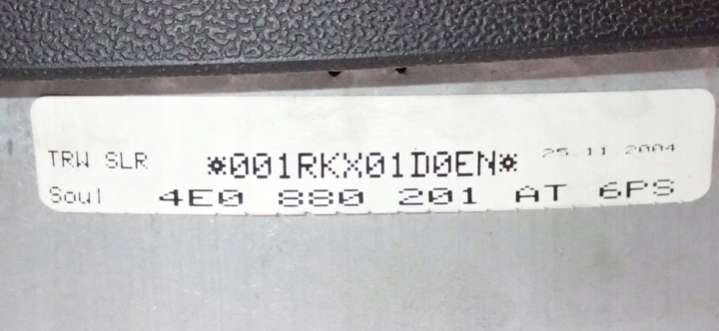 TRW SLR *001RKX01D0EN* 25.11.2004
Soul 4E0 880 201 AT 6PS